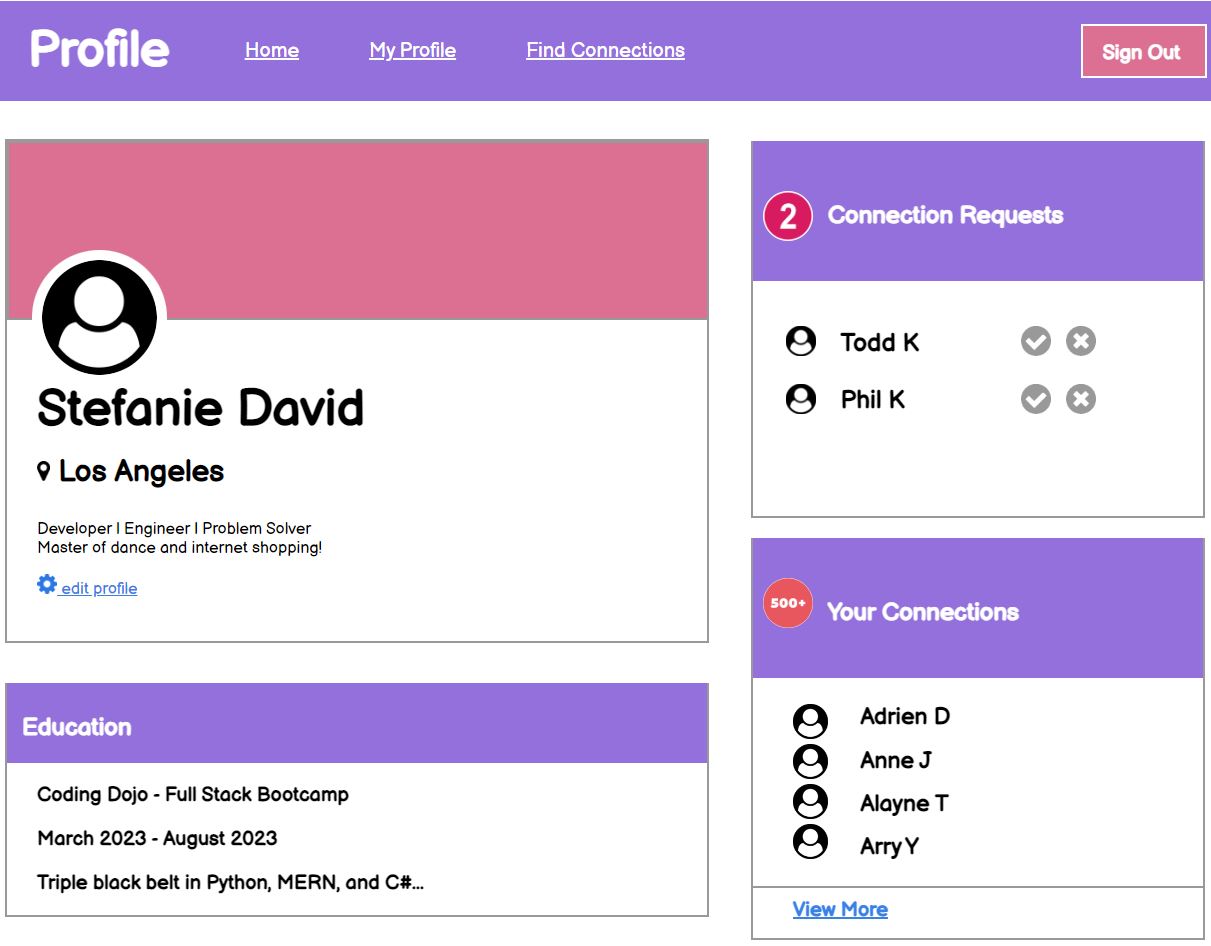 Profile
Home
My Profile
Find Connections
Sign Out
Stefanie David
Los Angeles
Developer | Engineer | Problem Solver
Master of dance and internet shopping!
edit profile
Education
Coding Dojo - Full Stack Bootcamp
March 2023 - August 2023
Triple black belt in Python, MERN, and C#...
2
Connection Requests
Todd K
Phil K
500+
Your Connections
Adrien D
Anne J
Alayne T
Arry Y
View More